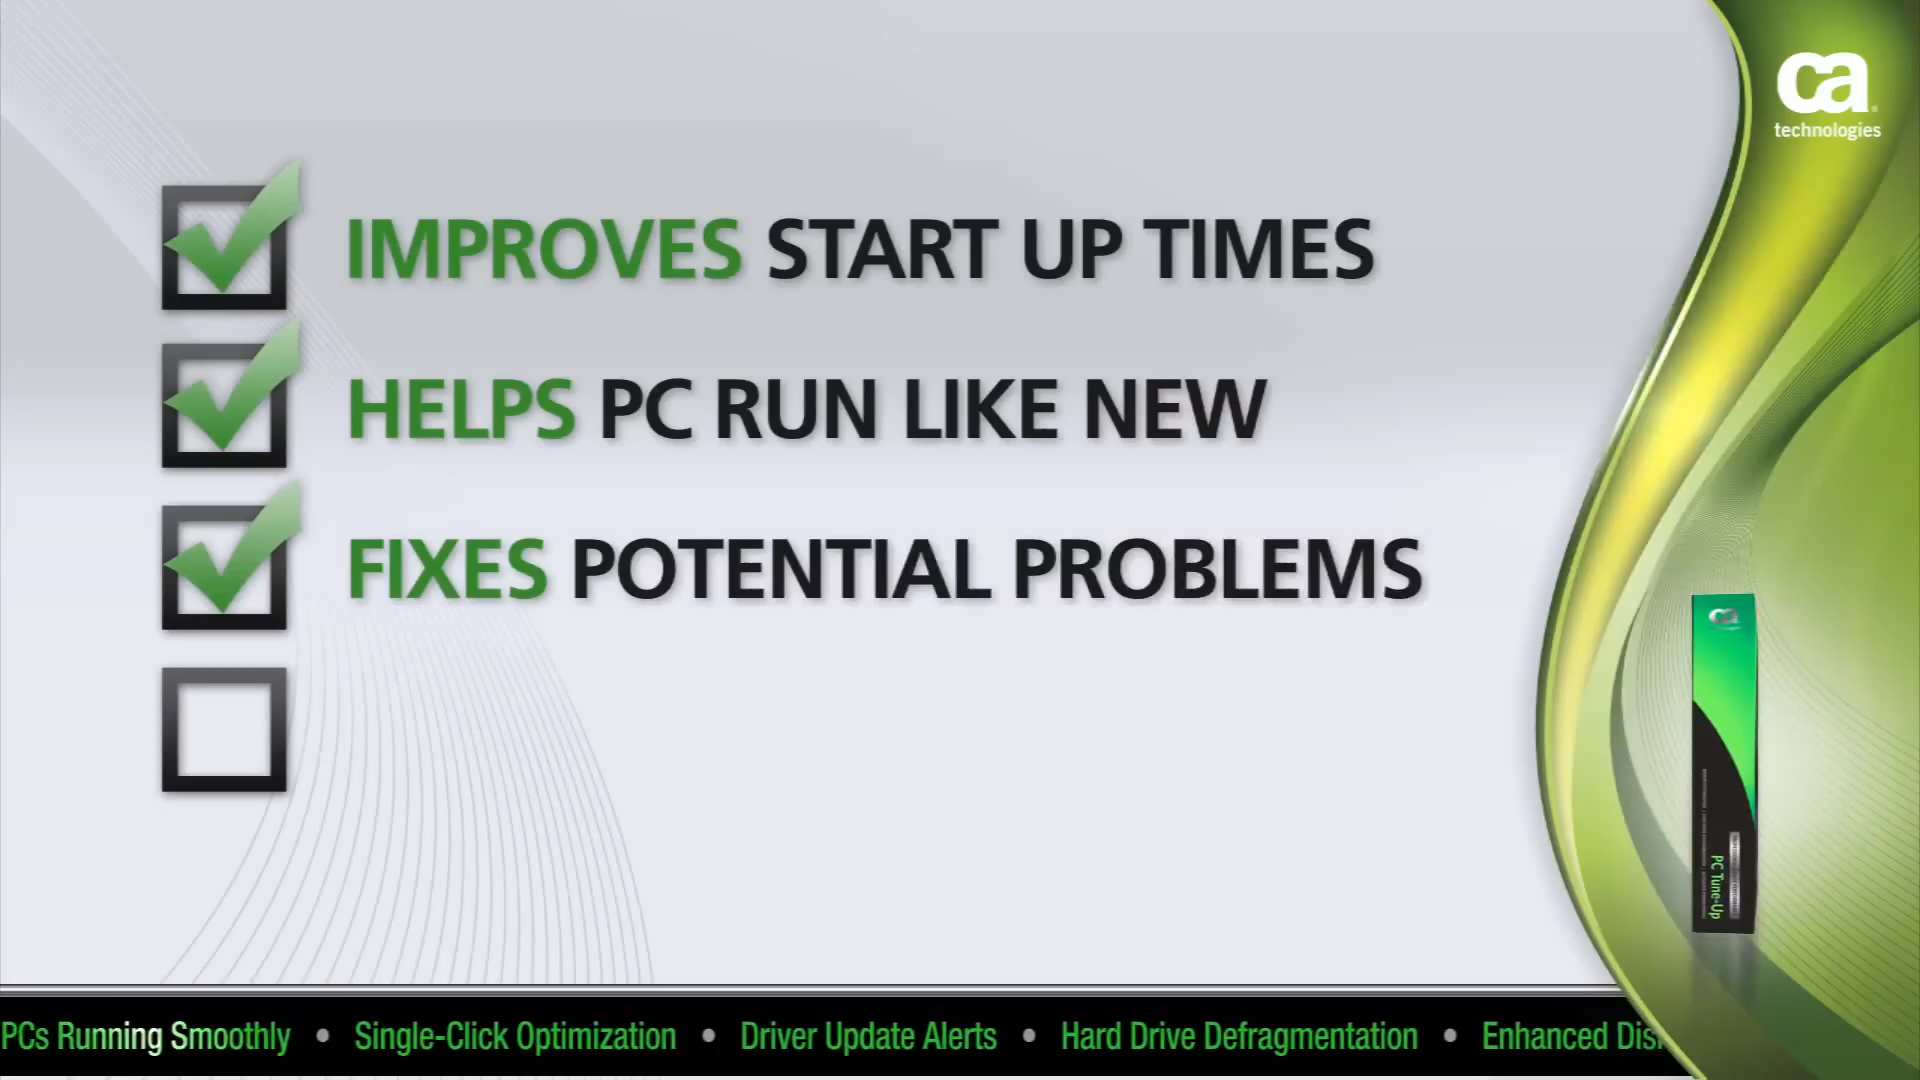 ca
technologies
IMPROVES START UP TIMES
HELPS PC RUN LIKE NEW
FIXES POTENTIAL PROBLEMS
ca
PC Tune-Up
PCs Running Smoothly • Single-Click Optimization • Driver Update Alerts • Hard Drive Defragmentation • Enhanced